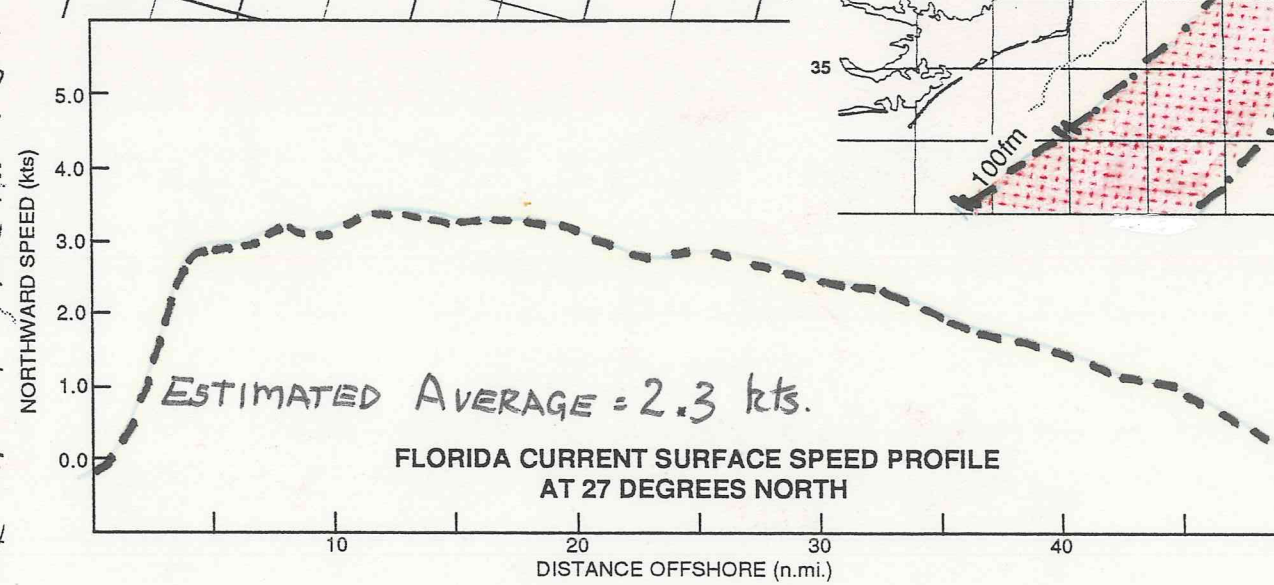 35
100fm
5.0
4.0
3.0
2.0
1.0
0.0
NORTHWARD SPEED (kts)
ESTIMATED AVERAGE = 2.3 kts.
FLORIDA CURRENT SURFACE SPEED PROFILE
AT 27 DEGREES NORTH
10
20
30
40
DISTANCE OFFSHORE (n.mi.)